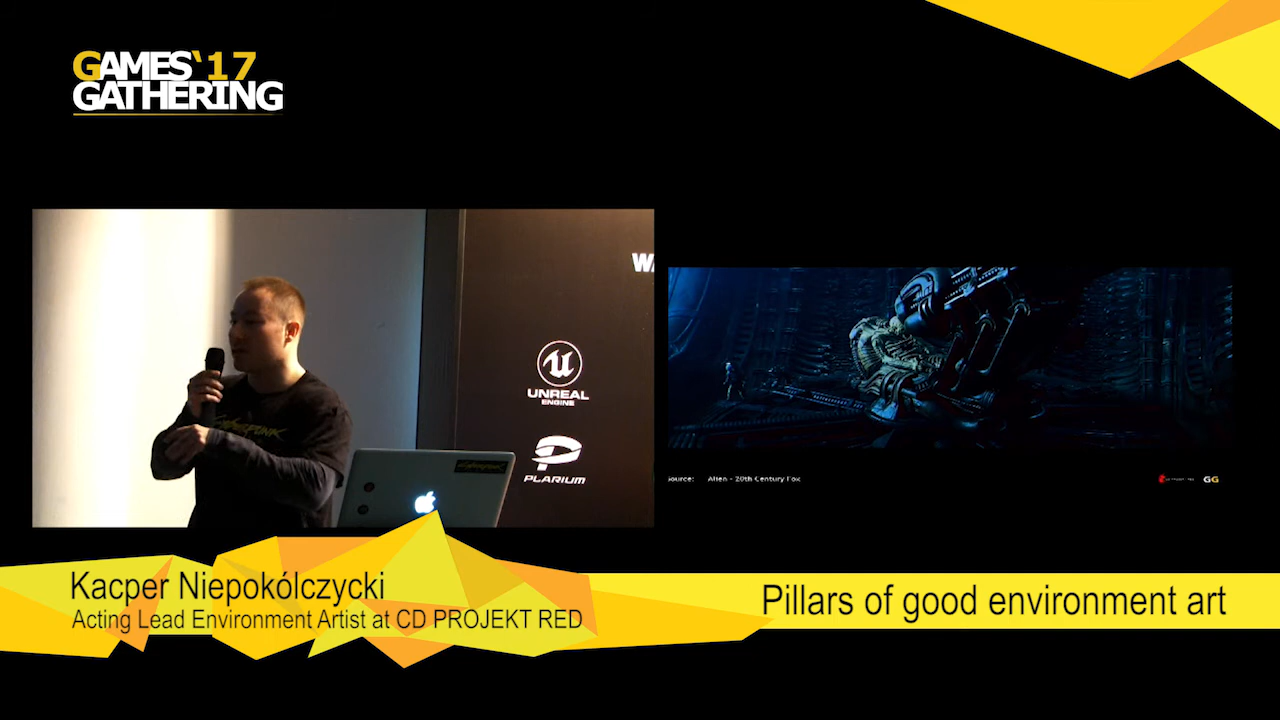 GAMES‘17
GATHERING
W
UNREAL
ENGINE
PLARIUM
CYBERPUNK
Source: Alien - 20th Century Fox
GG
Kacper Niepokólczycki
Acting Lead Environment Artist at CD PROJEKT RED
Pillars of good environment art